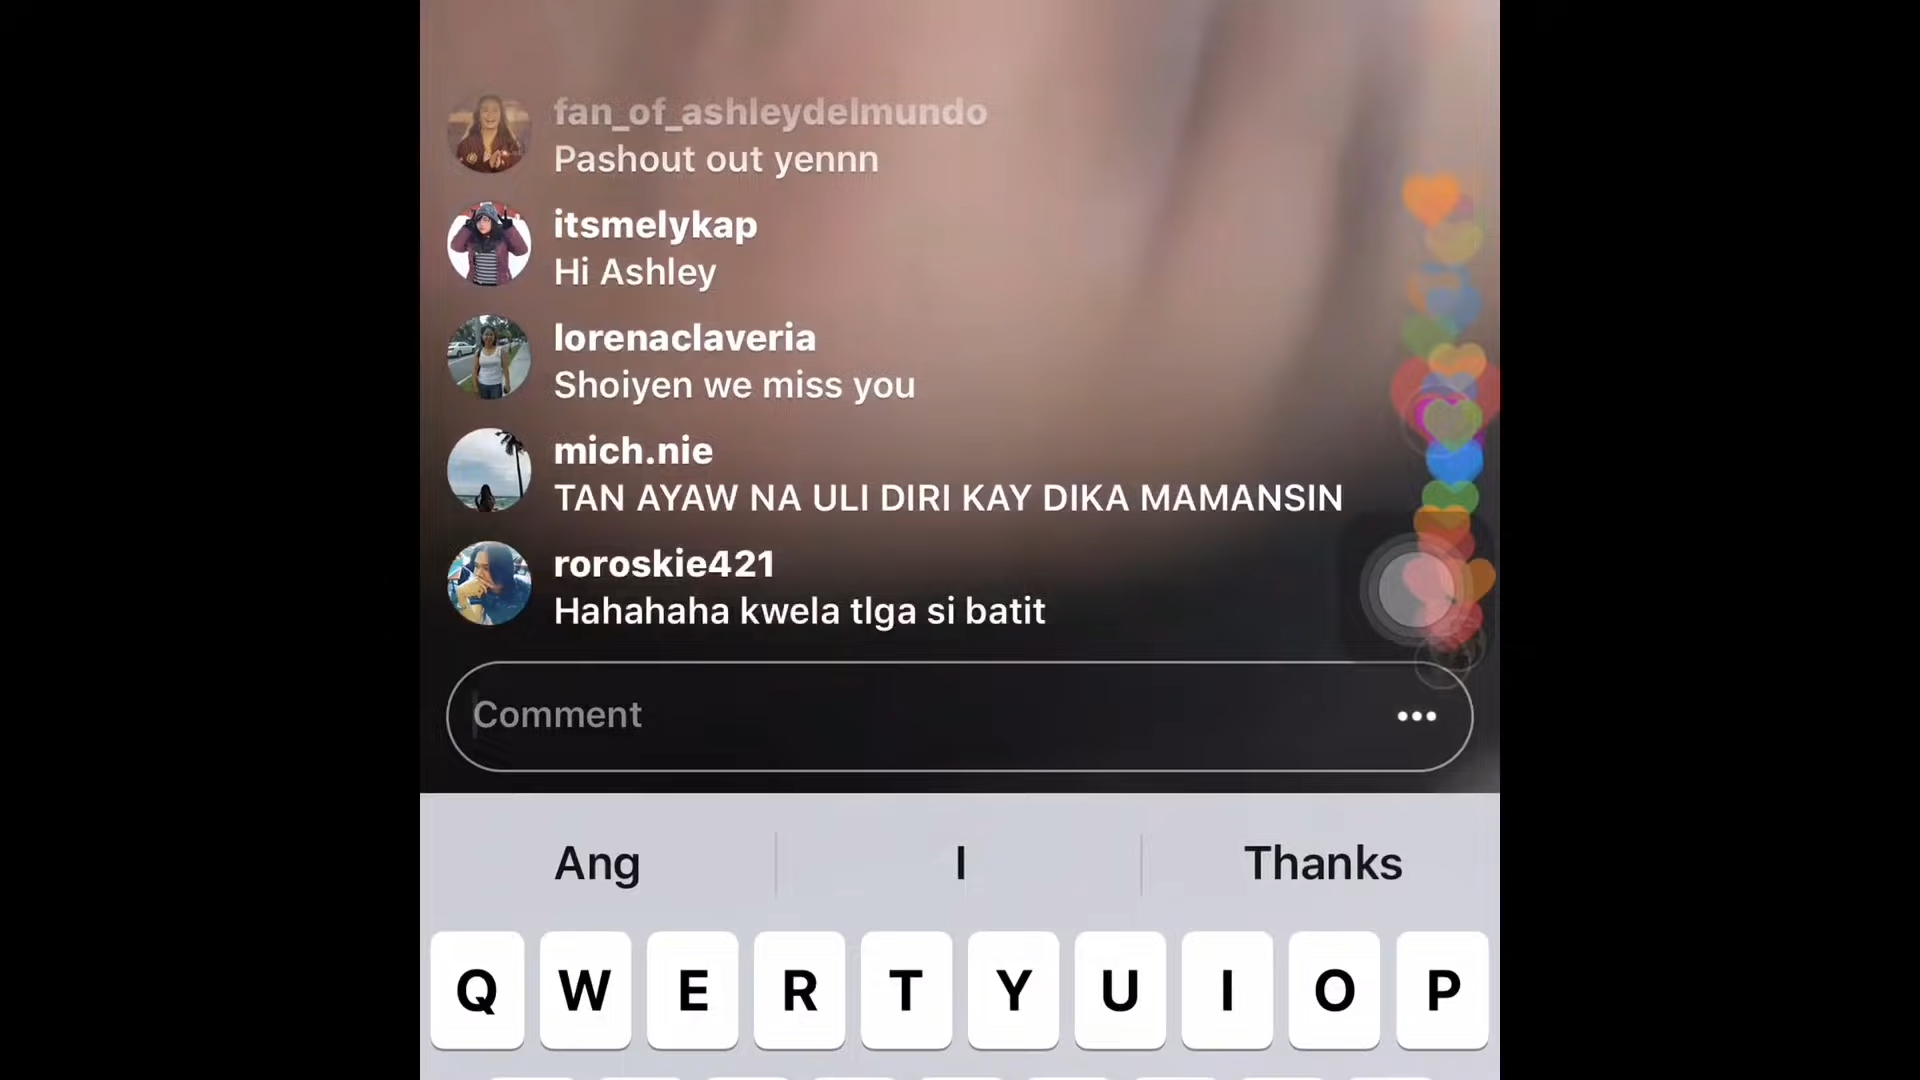 fan_of_ashleydelmundo
Pashout out yennn
itsmelykap
Hi Ashley
lorenaclaveria
Shoiyen we miss you
mich.nie
TAN AYAW NA ULI DIRI KAY DIKA MAMANSIN
roroskie421
Hahahaha kwela tlga si batit
Comment
Ang I Thanks
Q W E R T Y U I O P